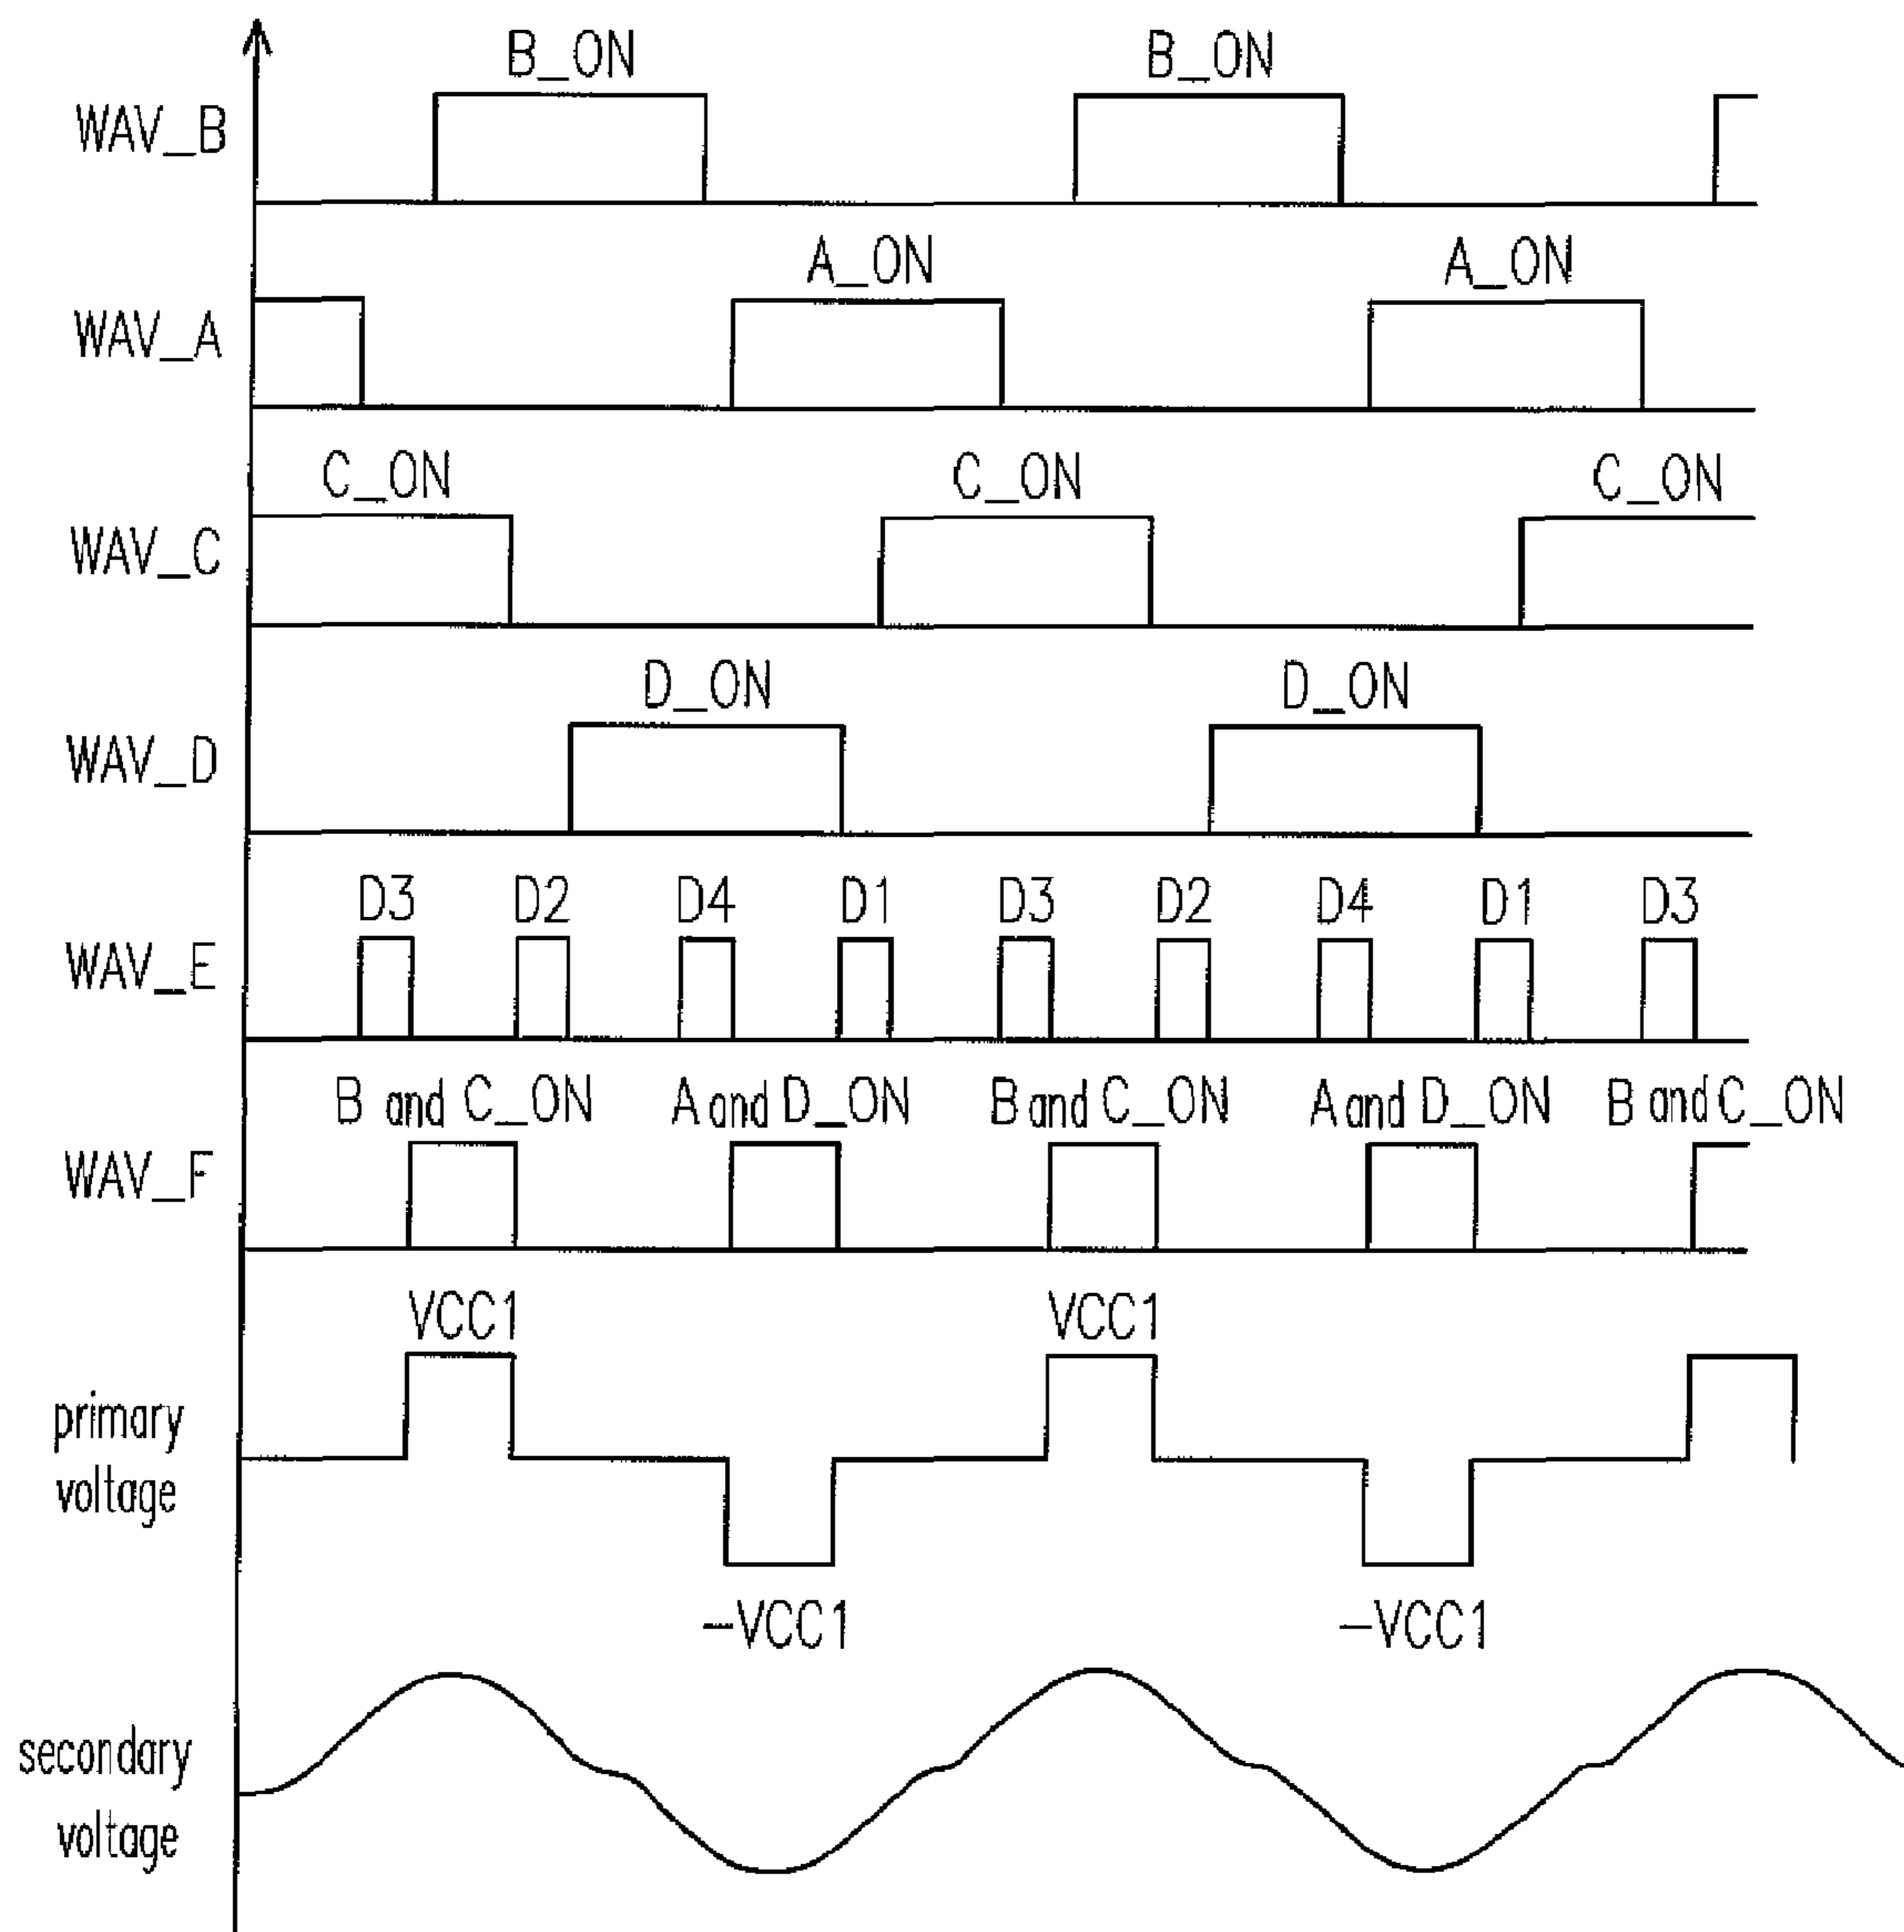 B_ON B_ON
WAV_B
A_ON A_ON
WAV_A
C_ON C_ON C_ON
WAV_C
D_ON D_ON
WAV_D
D3 D2 D4 D1 D3 D2 D4 D1 D3
WAV_E
B and C_ON A and D_ON B and C_ON A and D_ON B and C_ON
WAV_F
VCC1 VCC1
primary
voltage
-VCC1 -VCC1
secondary
voltage